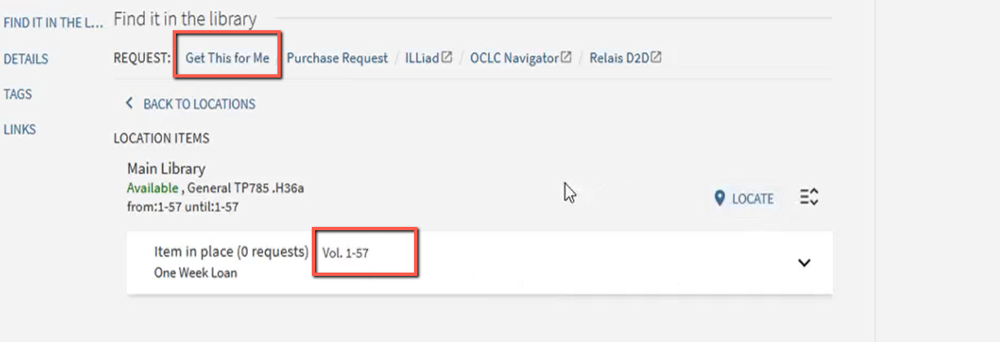 FIND IT IN THE L...
DETAILS
TAGS
LINKS
Find it in the library
REQUEST: Get This for Me / Purchase Request / ILLiad / OCLC Navigator / Relais D2D
BACK TO LOCATIONS
LOCATION ITEMS
Main Library
Available , General TP785 .H36a
from:1-57 until:1-57
LOCATE
Item in place (0 requests) Vol. 1-57
One Week Loan